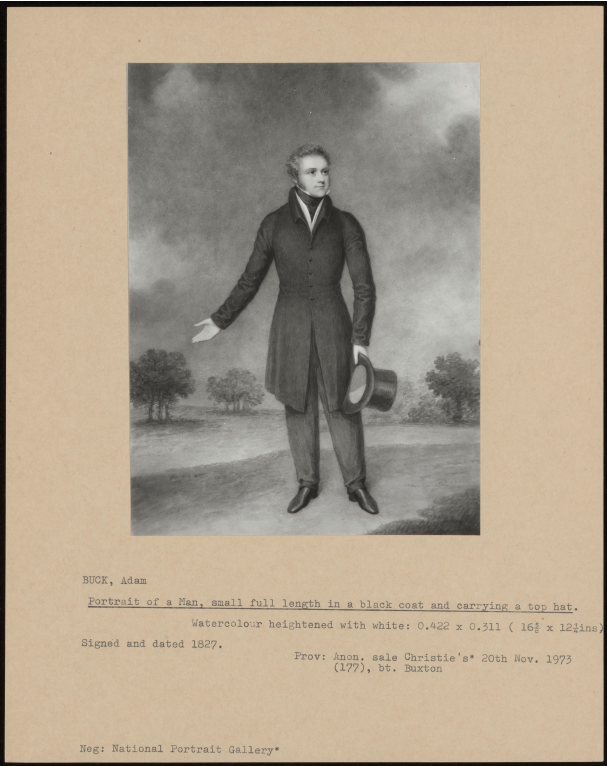 BUCK, Adam
Portrait of a Man, small full length in a black coat and carrying a top hat.
Watercolour heightened with white: 0.422 x 0.311 ( 16⅝ x 12¼ins)
Signed and dated 1827.
Prov: Anon. sale Christie's* 20th Nov. 1973
(177), bt. Buxton
Neg: National Portrait Gallery*